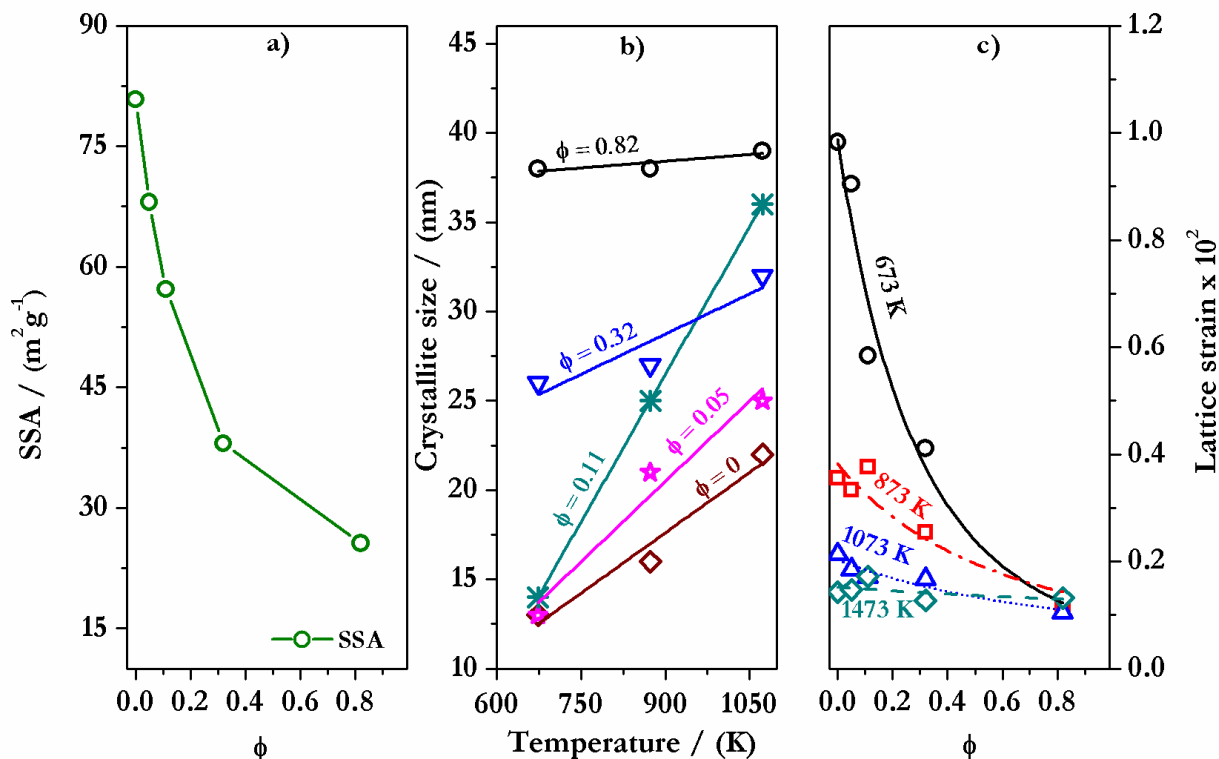 a)
90
75
60
45
30
15
SSA / (m² g⁻¹)
SSA
0.0 0.2 0.4 0.6 0.8
ϕ
b)
45
40
35
30
25
20
15
10
Crystallite size / (nm)
ϕ = 0.82
ϕ = 0.32
ϕ = 0.11
ϕ = 0.05
ϕ = 0
600 750 900 1050
Temperature / (K)
c)
673 K
873 K
1073 K
1473 K
1.2
1.0
0.8
0.6
0.4
0.2
0.0
Lattice strain x 10²
0.0 0.2 0.4 0.6 0.8
ϕ